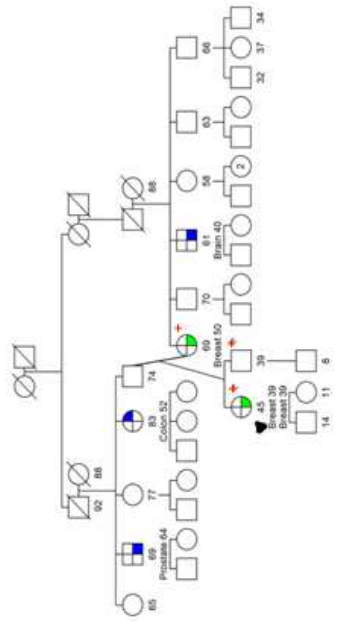 92 88
88
65 69 77 83 74
Prostate 64 Colon 52
69 70 61 58 63 66
Breast 50 Brain 40
2
45 39 32 37 34
Breast 39
Breast 39
14 11 8